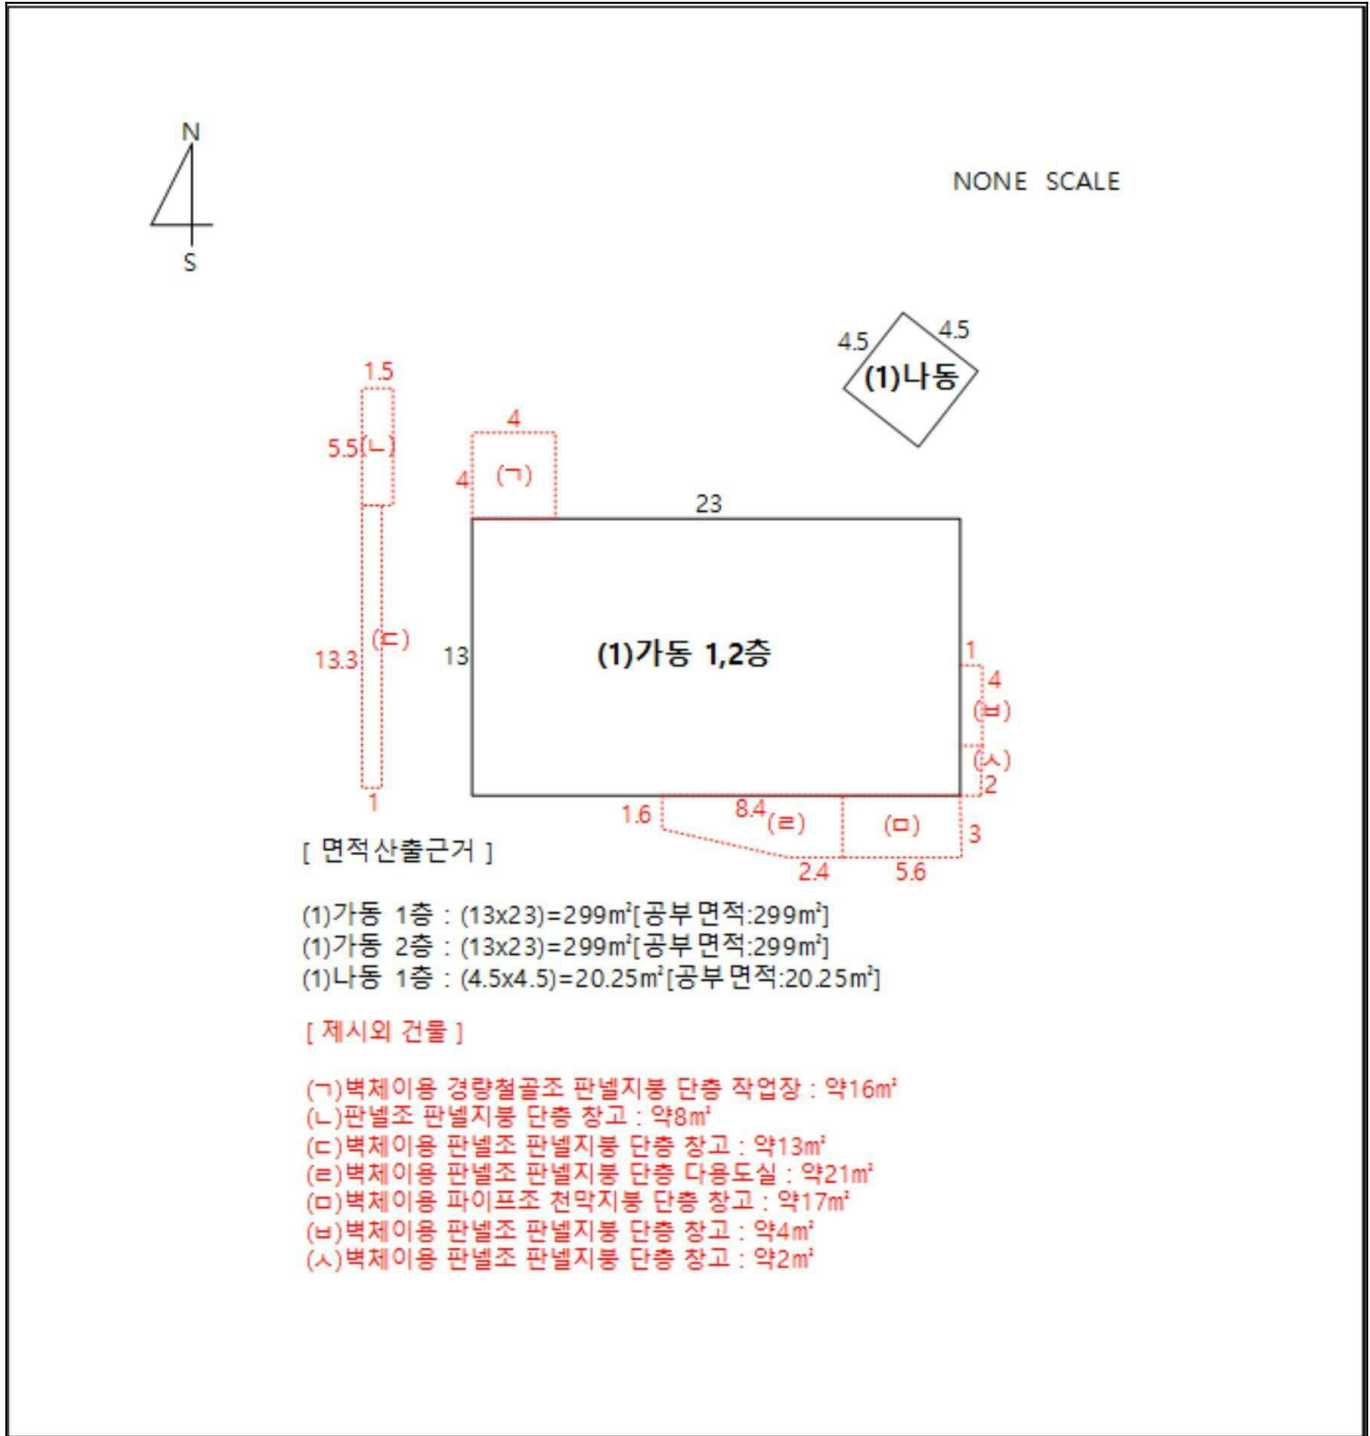 N
NONE SCALE
S
4.5
4.5
(1)나동
1.5
5.5
(ㄴ)
4
4
(ㄱ)
23
13.3
(ㄷ)
13
(1)가동 1,2층
1
4
(ㅂ)
(ㅅ)
2
1
1.6
8.4
(ㄹ)
(ㅁ)
3
2.4
5.6
[ 면적산출근거 ]
(1)가동 1층 : (13x23)=299㎡[공부면적:299㎡]
(1)가동 2층 : (13x23)=299㎡[공부면적:299㎡]
(1)나동 1층 : (4.5x4.5)=20.25㎡[공부면적:20.25㎡]
[ 제시외 건물 ]
(ㄱ)벽체이용 경량철골조 판넬지붕 단층 작업장 : 약16㎡
(ㄴ)판넬조 판넬지붕 단층 창고 : 약8㎡
(ㄷ)벽체이용 판넬조 판넬지붕 단층 창고 : 약13㎡
(ㄹ)벽체이용 판넬조 판넬지붕 단층 다용도실 : 약21㎡
(ㅁ)벽체이용 파이프조 천막지붕 단층 창고 : 약17㎡
(ㅂ)벽체이용 판넬조 판넬지붕 단층 창고 : 약4㎡
(ㅅ)벽체이용 판넬조 판넬지붕 단층 창고 : 약2㎡